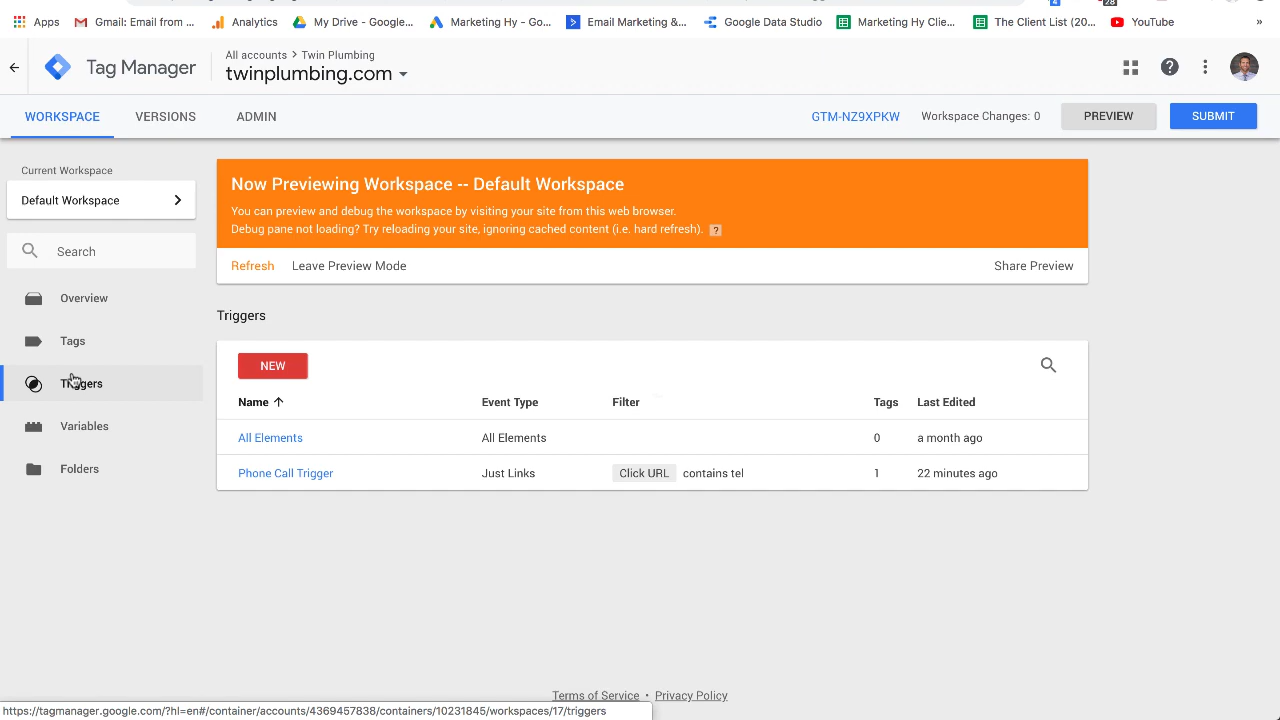 4
28
Gmail: Email from ...
Analytics
My Drive - Google...
Marketing Hy - Go...
Email Marketing &...
Google Data Studio
Marketing Hy Clie...
The Client List (20...
YouTube
»
Tag Manager
All accounts > Twin Plumbing
twinplumbing.com
WORKSPACE
VERSIONS
ADMIN
GTM-NZ9XPKW
Workspace Changes: 0
PREVIEW
SUBMIT
Current Workspace
Default Workspace
Search
Overview
Tags
Triggers
Variables
Folders
Now Previewing Workspace -- Default Workspace
You can preview and debug the workspace by visiting your site from this web browser.
Debug pane not loading? Try reloading your site, ignoring cached content (i.e. hard refresh). ?
Refresh
Leave Preview Mode
Share Preview
Triggers
NEW
Name
Event Type
Filter
Tags
Last Edited
All Elements
All Elements
0
a month ago
Phone Call Trigger
Just Links
Click URL contains tel
1
22 minutes ago
Terms of Service • Privacy Policy
https://tagmanager.google.com/?hl=en#/container/accounts/4369457838/containers/10231845/workspaces/17/triggers